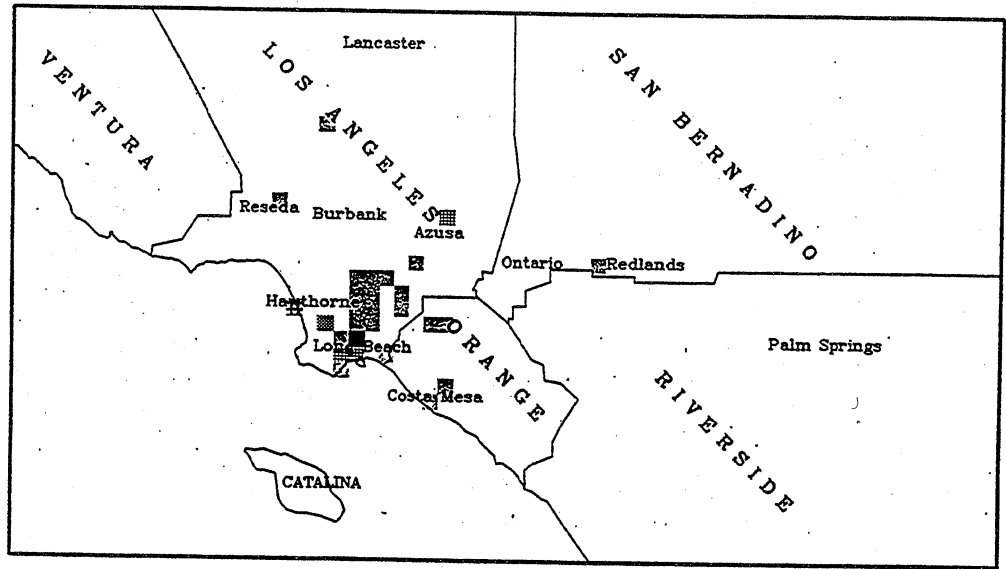 Lancaster
VENTURA
LOS ANGELES
SAN BERNADINO
Reseda
Burbank
Azusa
Ontario
Redlands
Hawthorne
Long Beach
ORANGE
Palm Springs
Costa Mesa
RIVERSIDE
CATALINA